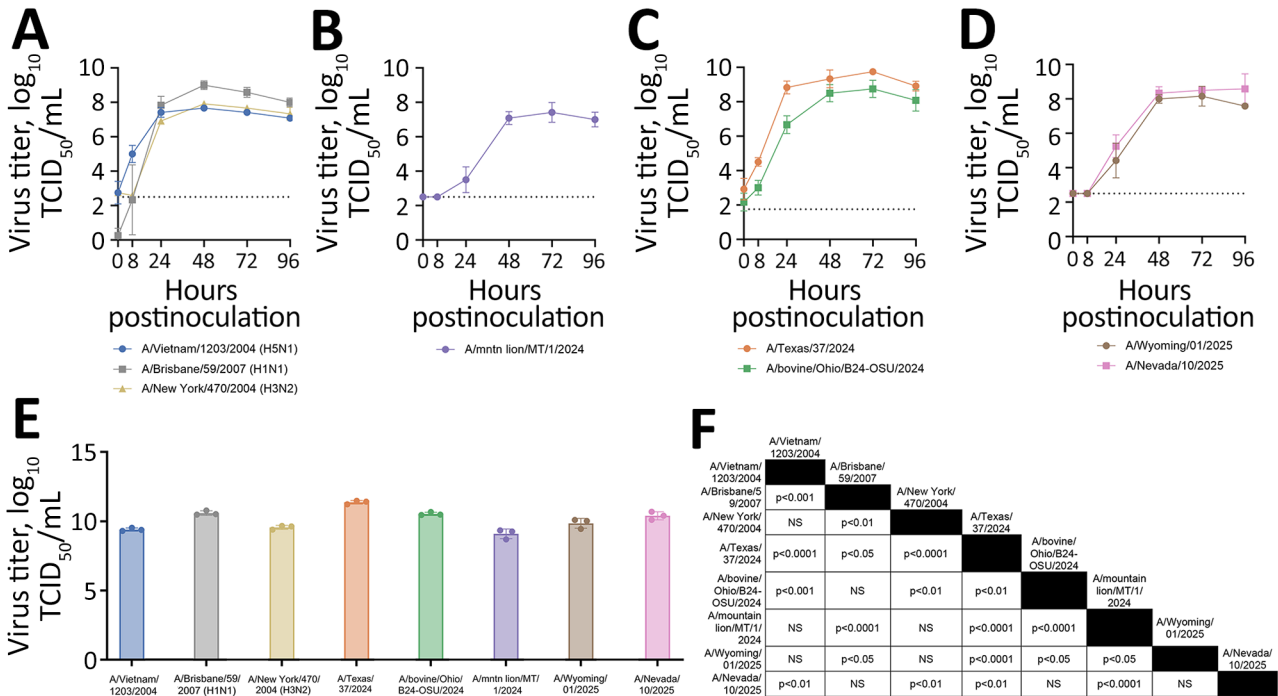 A
Virus titer, log10
TCID50/mL
10
8
6
4
2
0
0 8 24 48 72 96
Hours
postinoculation
A/Vietnam/1203/2004 (H5N1)
A/Brisbane/59/2007 (H1N1)
A/New York/470/2004 (H3N2)
B
Virus titer, log10
TCID50/mL
10
8
6
4
2
0
0 8 24 48 72 96
Hours
postinoculation
A/mntn lion/MT/1/2024
C
Virus titer, log10
TCID50/mL
10
8
6
4
2
0
0 8 24 48 72 96
Hours
postinoculation
A/Texas/37/2024
A/bovine/Ohio/B24-OSU/2024
D
Virus titer, log10
TCID50/mL
10
8
6
4
2
0
0 8 24 48 72 96
Hours
postinoculation
A/Wyoming/01/2025
A/Nevada/10/2025
E
Virus titer, log10
TCID50/mL
15
10
5
0
A/Vietnam/
1203/2004
A/Brisbane/59/
2007 (H1N1)
A/New York/470/
2004 (H3N2)
A/Texas/
37/2024
A/bovine/Ohio/
B24-OSU/2024
A/mntn lion/MT/
1/2024
A/Wyoming/
01/2025
A/Nevada/
10/2025
F
A/Vietnam/
1203/2004
A/Vietnam/
1203/2004
A/Brisbane/
59/2007
A/Brisbane/5
9/2007
p<0.001
A/New York/
470/2004
A/New York/
470/2004
NS p<0.01
A/Texas/
37/2024
A/Texas/
37/2024
p<0.0001 p<0.05 p<0.0001
A/bovine/
Ohio/B24-
OSU/2024
A/bovine/
Ohio/B24-
OSU/2024
p<0.001 NS p<0.01 p<0.01
A/mountain
lion/MT/1/
2024
A/mountain
lion/MT/1/
2024
NS p<0.0001 NS p<0.0001 p<0.0001
A/Wyoming/
01/2025
A/Wyoming/
01/2025
NS p<0.05 NS p<0.0001 p<0.05 p<0.05
A/Nevada/
10/2025
A/Nevada/
10/2025
p<0.01 NS p<0.01 p<0.01 NS p<0.0001 NS